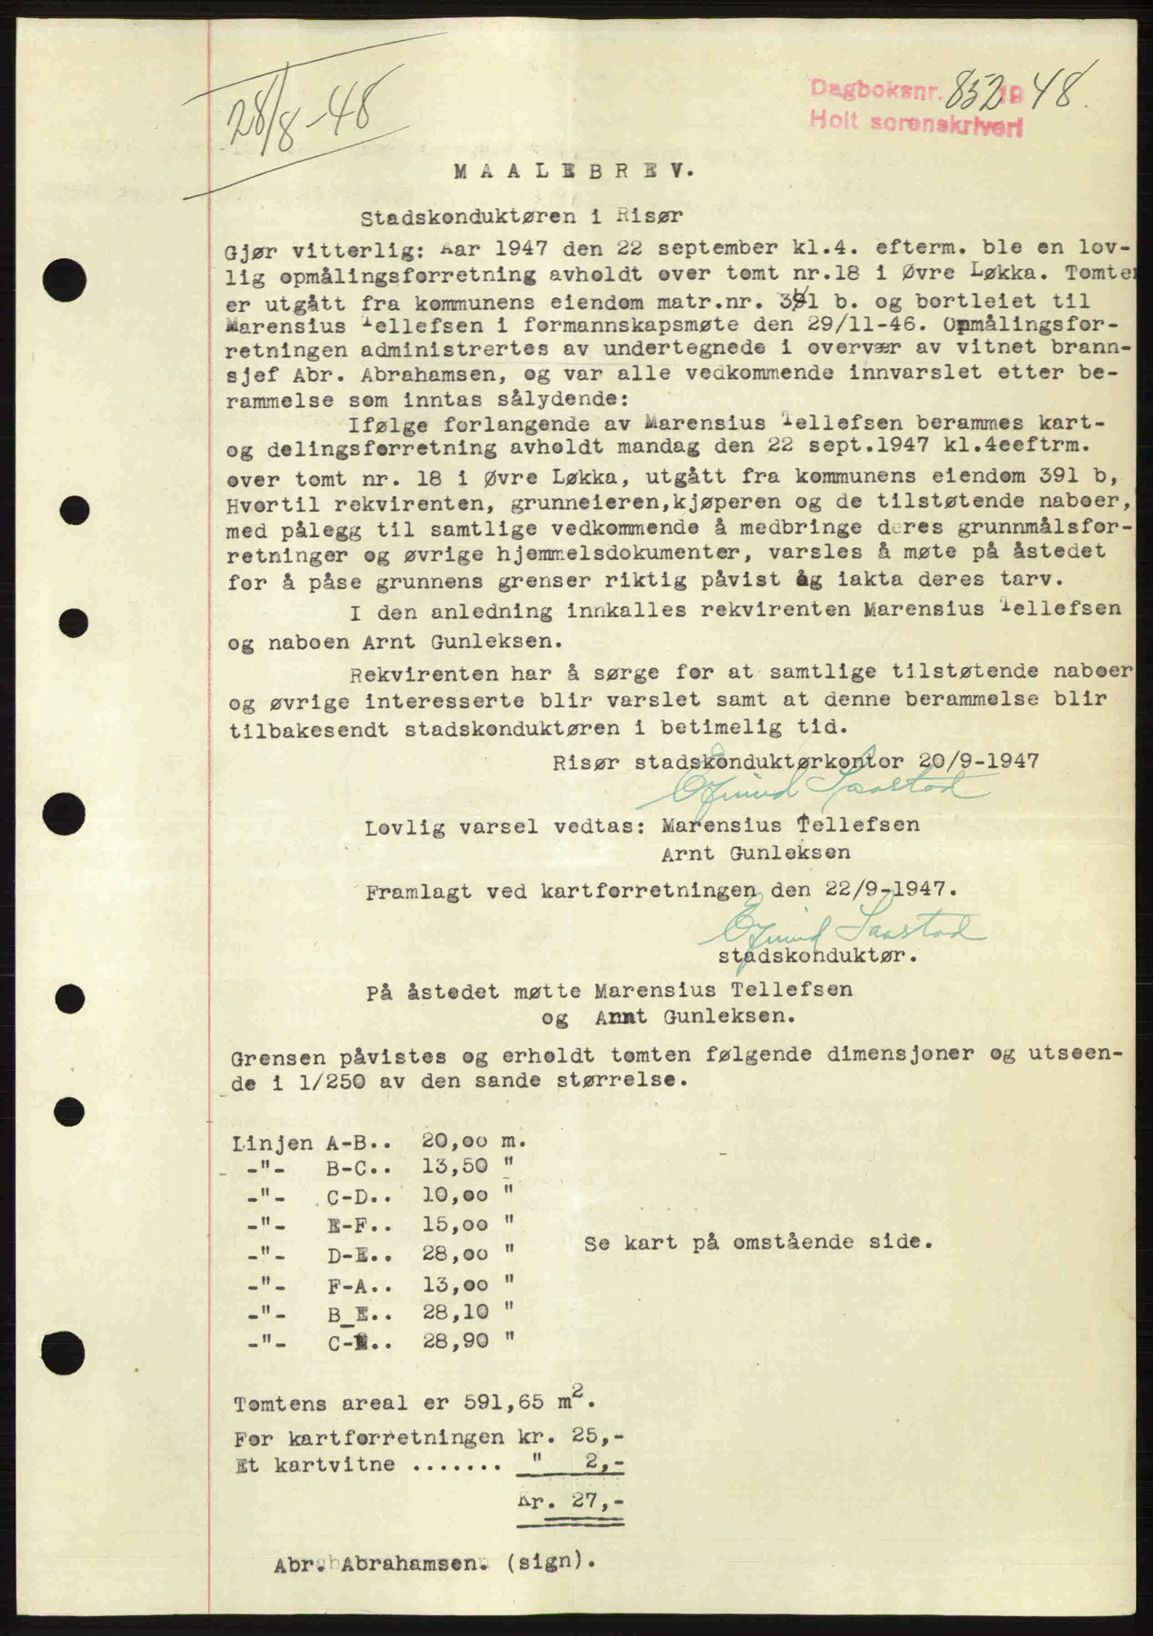 28/8-48
Dagboksnr. 852 1948.
Holt sorenskriveri
MAALEBREV.
Stadskonduktøren i Risør
Gjør vitterlig: Aar 1947 den 22 september kl.4. efterm. ble en lov-
lig opmålingsforretning avholdt over tomt nr.18 i Øvre Løkka. Tomten
er utgått fra kommunens eiendom matr.nr. 391 b. og bortleiet til
Marensius Tellefsen i formannskapsmøte den 29/11-46. Opmålingsfor-
retningen administrertes av undertegnede i overvær av vitnet brann-
sjef Abr. Abrahamsen, og var alle vedkommende innvarslet etter be-
rammelse som inntas sålydende:
Ifølge forlangende av Marensius Tellefsen berammes kart-
og delingsforretning avholdt mandag den 22 sept.1947 kl.4eeftrm.
over tomt nr. 18 i Øvre Løkka, utgått fra kommunens eiendom 391 b,
Hvortil rekvirenten, grunneieren,kjøperen og de tilstøtende naboer,
med pålegg til samtlige vedkommende å medbringe deres grunnmålsfor-
retninger og øvrige hjemmelsdokumenter, varsles å møte på åstedet
for å påse grunnens grenser riktig påvist åg iakta deres tarv.
I den anledning innkalles rekvirenten Marensius Tellefsen
og naboen Arnt Gunleksen.
Rekvirenten har å sørge for at samtlige tilstøtende naboer
og øvrige interesserte blir varslet samt at denne berammelse blir
tilbakesendt stadskonduktøren i betimelig tid.
Risør stadskonduktørkontor 20/9-1947
Øjvind Saastad
Lovlig varsel vedtas: Marensius Tellefsen
Arnt Gunleksen
Framlagt ved kartforretningen den 22/9-1947.
Øjvind Saastad
stadskonduktør.
På åstedet møtte Marensius Tellefsen
og Arnt Gunleksen.
Grensen påvistes og erholdt tomten følgende dimensjoner og utseen-
de i 1/250 av den sande størrelse.
Linjen A-B.. 20,00 m.
-"- B-C.. 13,50 "
-"- C-D.. 10,00 "
-"- E-F.. 15,00 "
-"- D-E.. 28,00 "
Se kart på omstående side.
-"- F-A.. 13,00 "
-"- B_E.. 28,10 "
-"- C-E.. 28,90 "
Tomtens areal er 591,65 m2.
For kartforretningen kr. 25,-
Et kartvitne ....... " 2,-
Kr. 27,-
Abr. Abrahamsen. (sign).